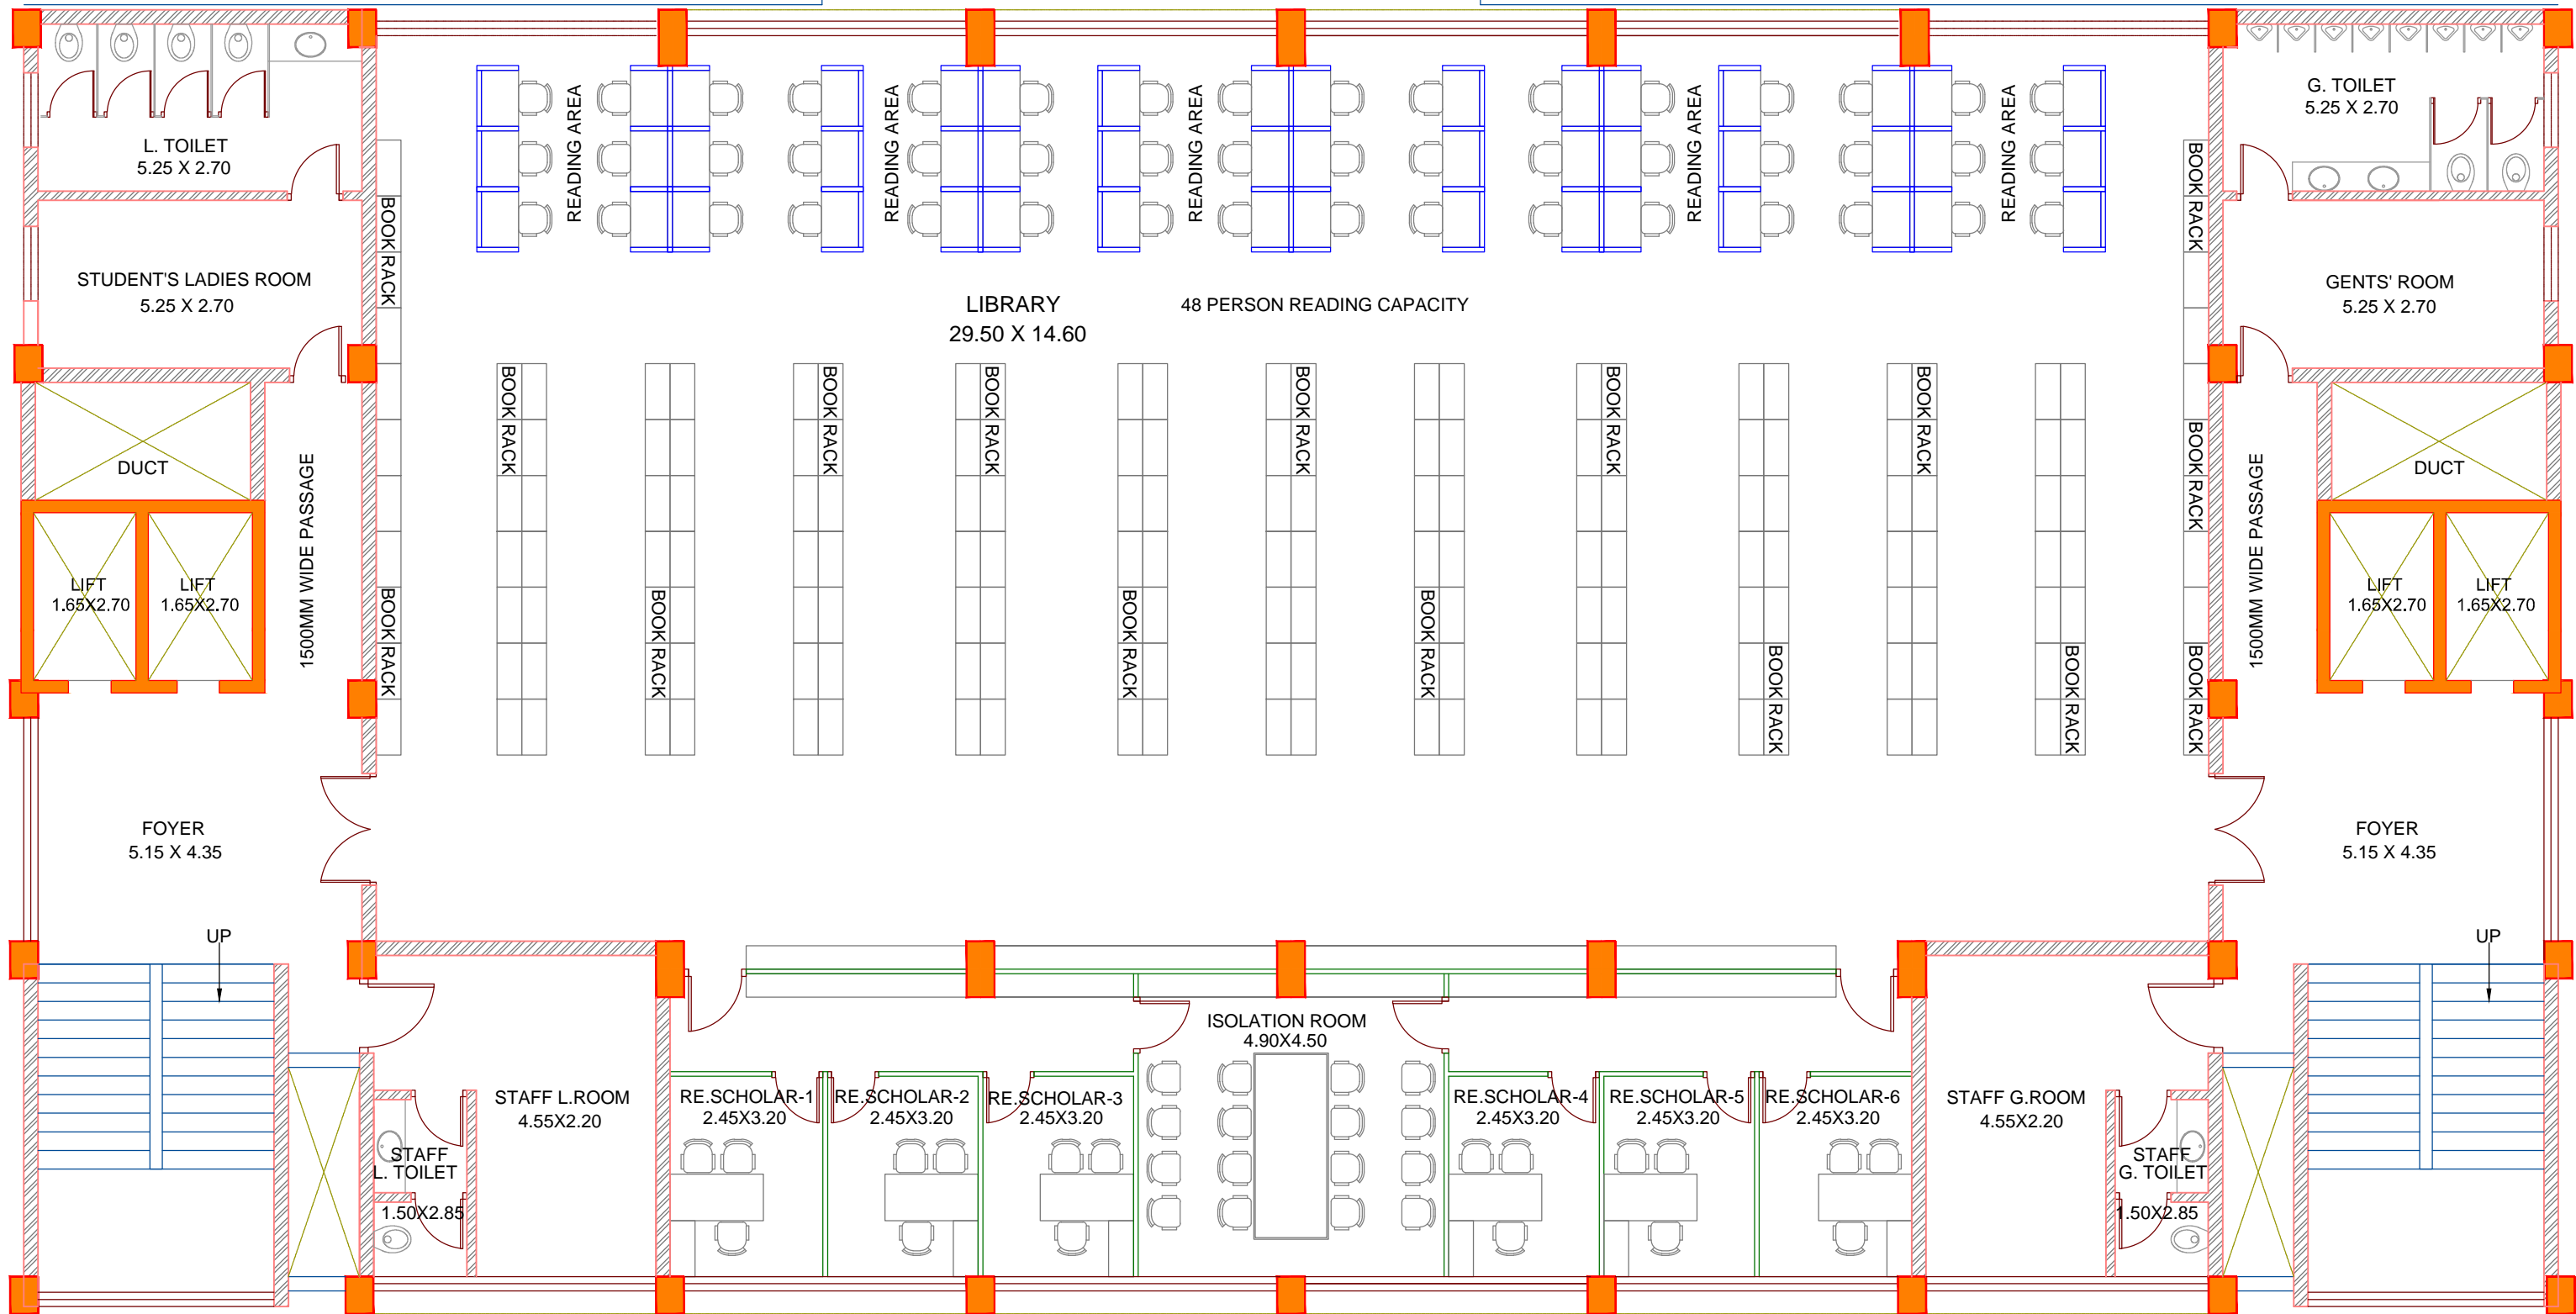 L. TOILET
5.25 X 2.70
READING AREA
READING AREA
READING AREA
READING AREA
READING AREA
G. TOILET
5.25 X 2.70
BOOK RACK
BOOK RACK
STUDENT'S LADIES ROOM
5.25 X 2.70
LIBRARY
29.50 X 14.60
48 PERSON READING CAPACITY
GENTS' ROOM
5.25 X 2.70
BOOK RACK
BOOK RACK
BOOK RACK
BOOK RACK
BOOK RACK
BOOK RACK
BOOK RACK
DUCT
1500MM WIDE PASSAGE
1500MM WIDE PASSAGE
DUCT
LIFT
1.65X2.70
LIFT
1.65X2.70
BOOK RACK
BOOK RACK
BOOK RACK
BOOK RACK
BOOK RACK
BOOK RACK
BOOK RACK
LIFT
1.65X2.70
LIFT
1.65X2.70
FOYER
5.15 X 4.35
FOYER
5.15 X 4.35
UP
UP
ISOLATION ROOM
4.90X4.50
STAFF L.ROOM
4.55X2.20
RE.SCHOLAR-1
2.45X3.20
RE.SCHOLAR-2
2.45X3.20
RE.SCHOLAR-3
2.45X3.20
RE.SCHOLAR-4
2.45X3.20
RE.SCHOLAR-5
2.45X3.20
RE.SCHOLAR-6
2.45X3.20
STAFF G.ROOM
4.55X2.20
STAFF
L. TOILET
1.50X2.85
STAFF
G. TOILET
1.50X2.85